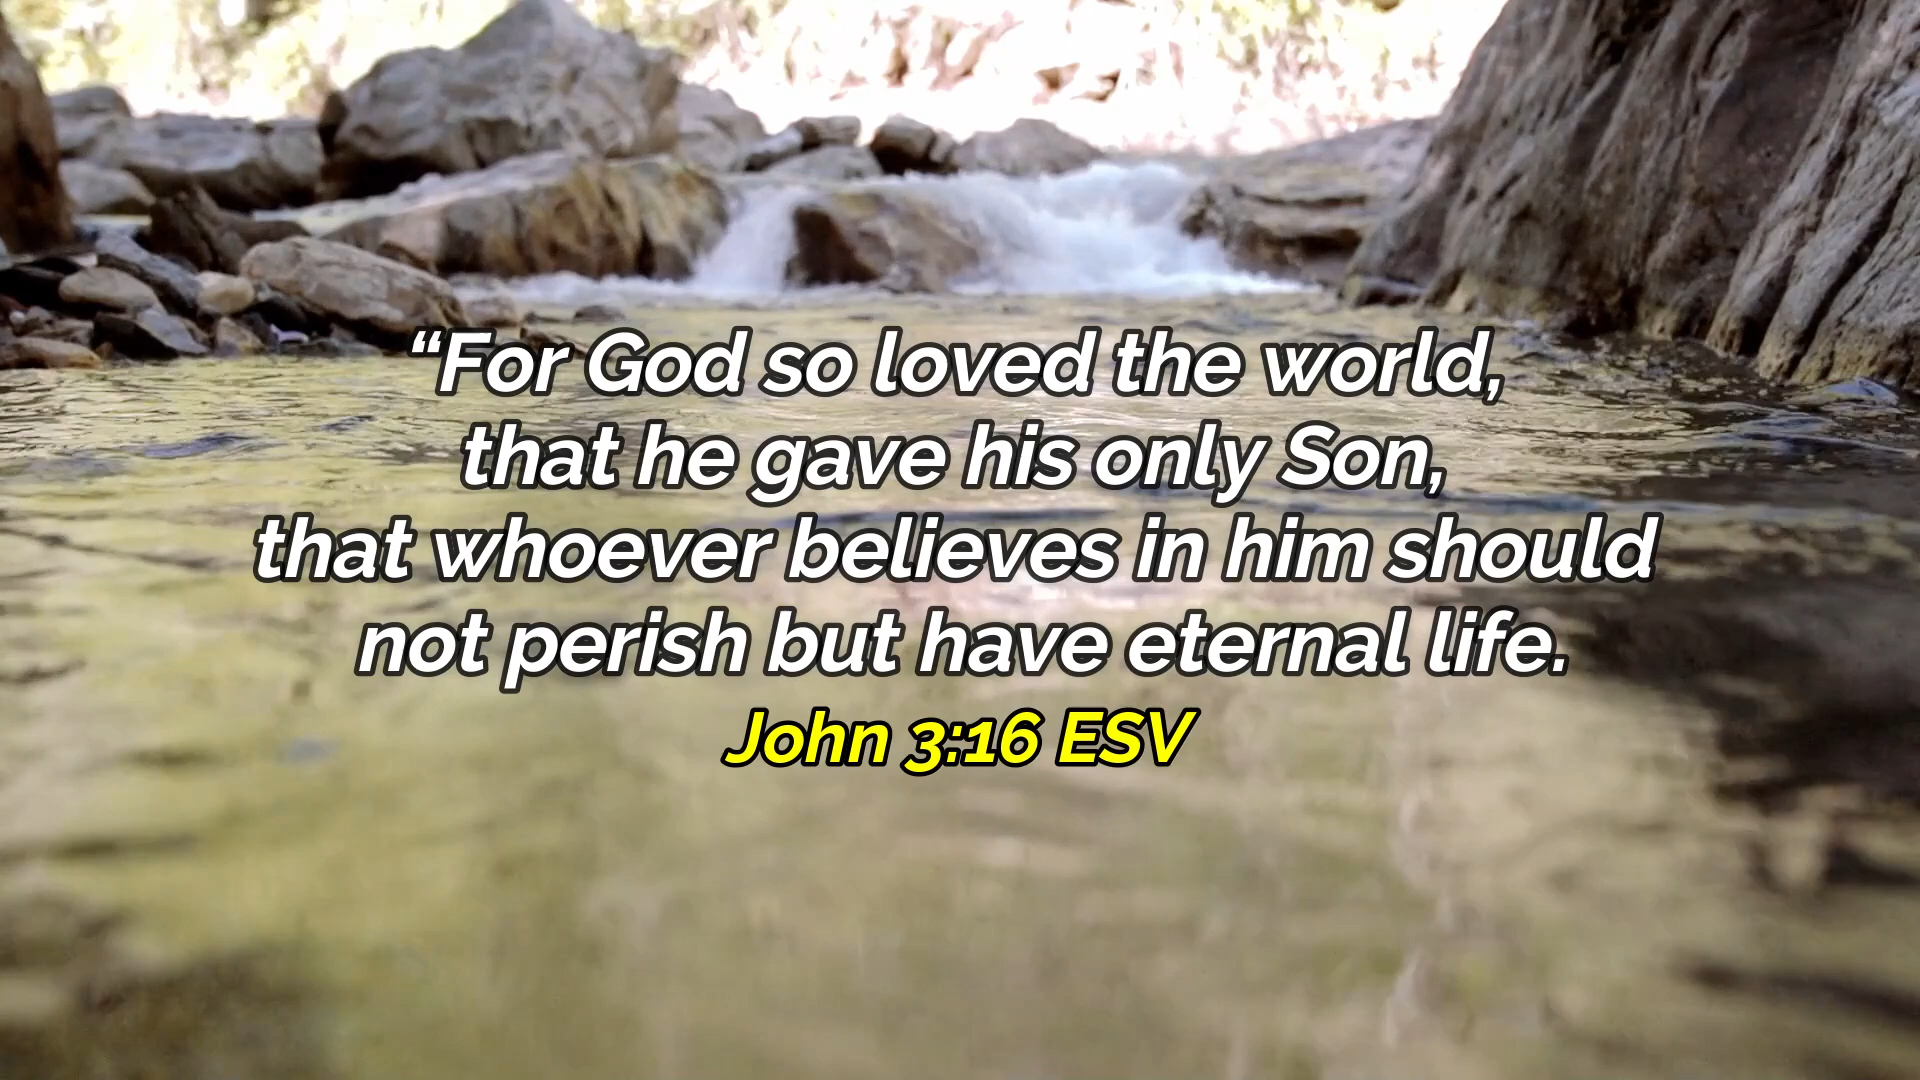 “For God so loved the world,
that he gave his only Son,
that whoever believes in him should
not perish but have eternal life.
John 3:16 ESV